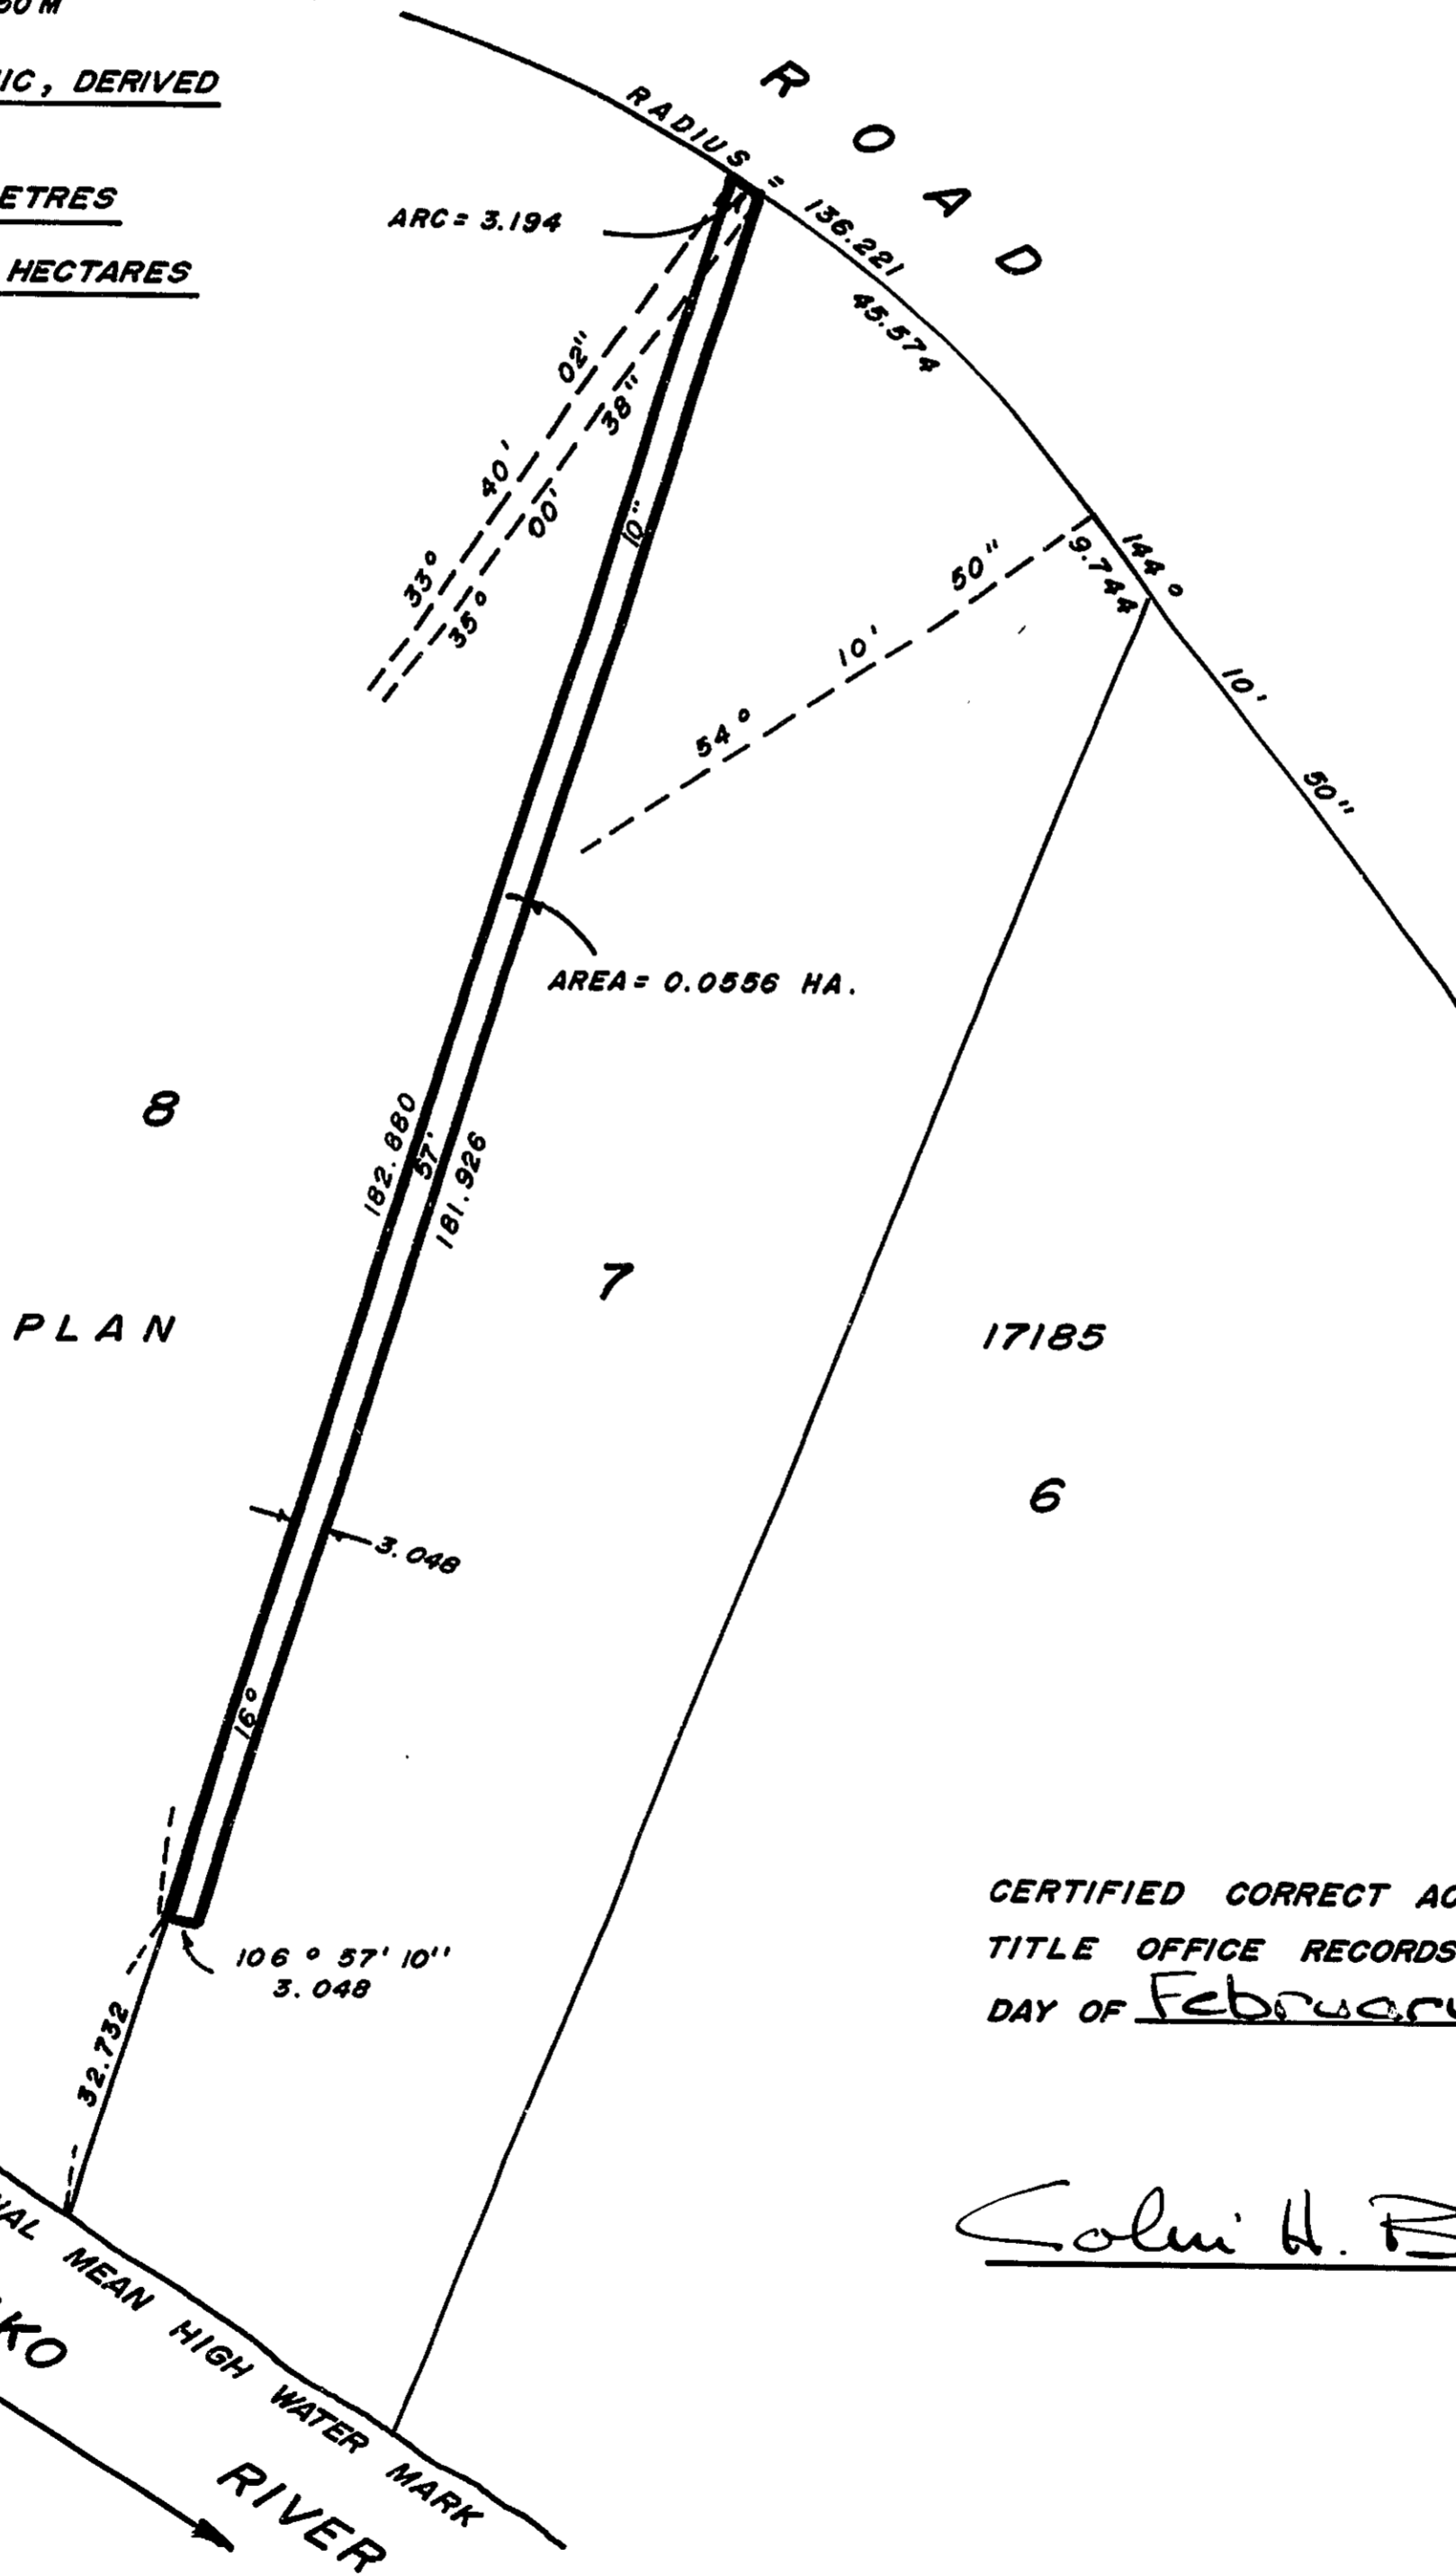 50 M
IC, DERIVED
ETRES
HECTARES
ROAD
RADIUS = 136.221
ARC = 3.194
45.574
33° 40' 02"
35° 00' 38"
144° 10' 50"
9.744
54° 10' 50"
16° 57' 10"
AREA = 0.0556 HA.
8
182.880
181.926
7
PLAN
17185
6
3.048
106° 57' 10"
3.048
32.732
CERTIFIED CORRECT AC
TITLE OFFICE RECORDS
DAY OF February
Colin H. B
NAL MEAN HIGH WATER MARK
KO
RIVER